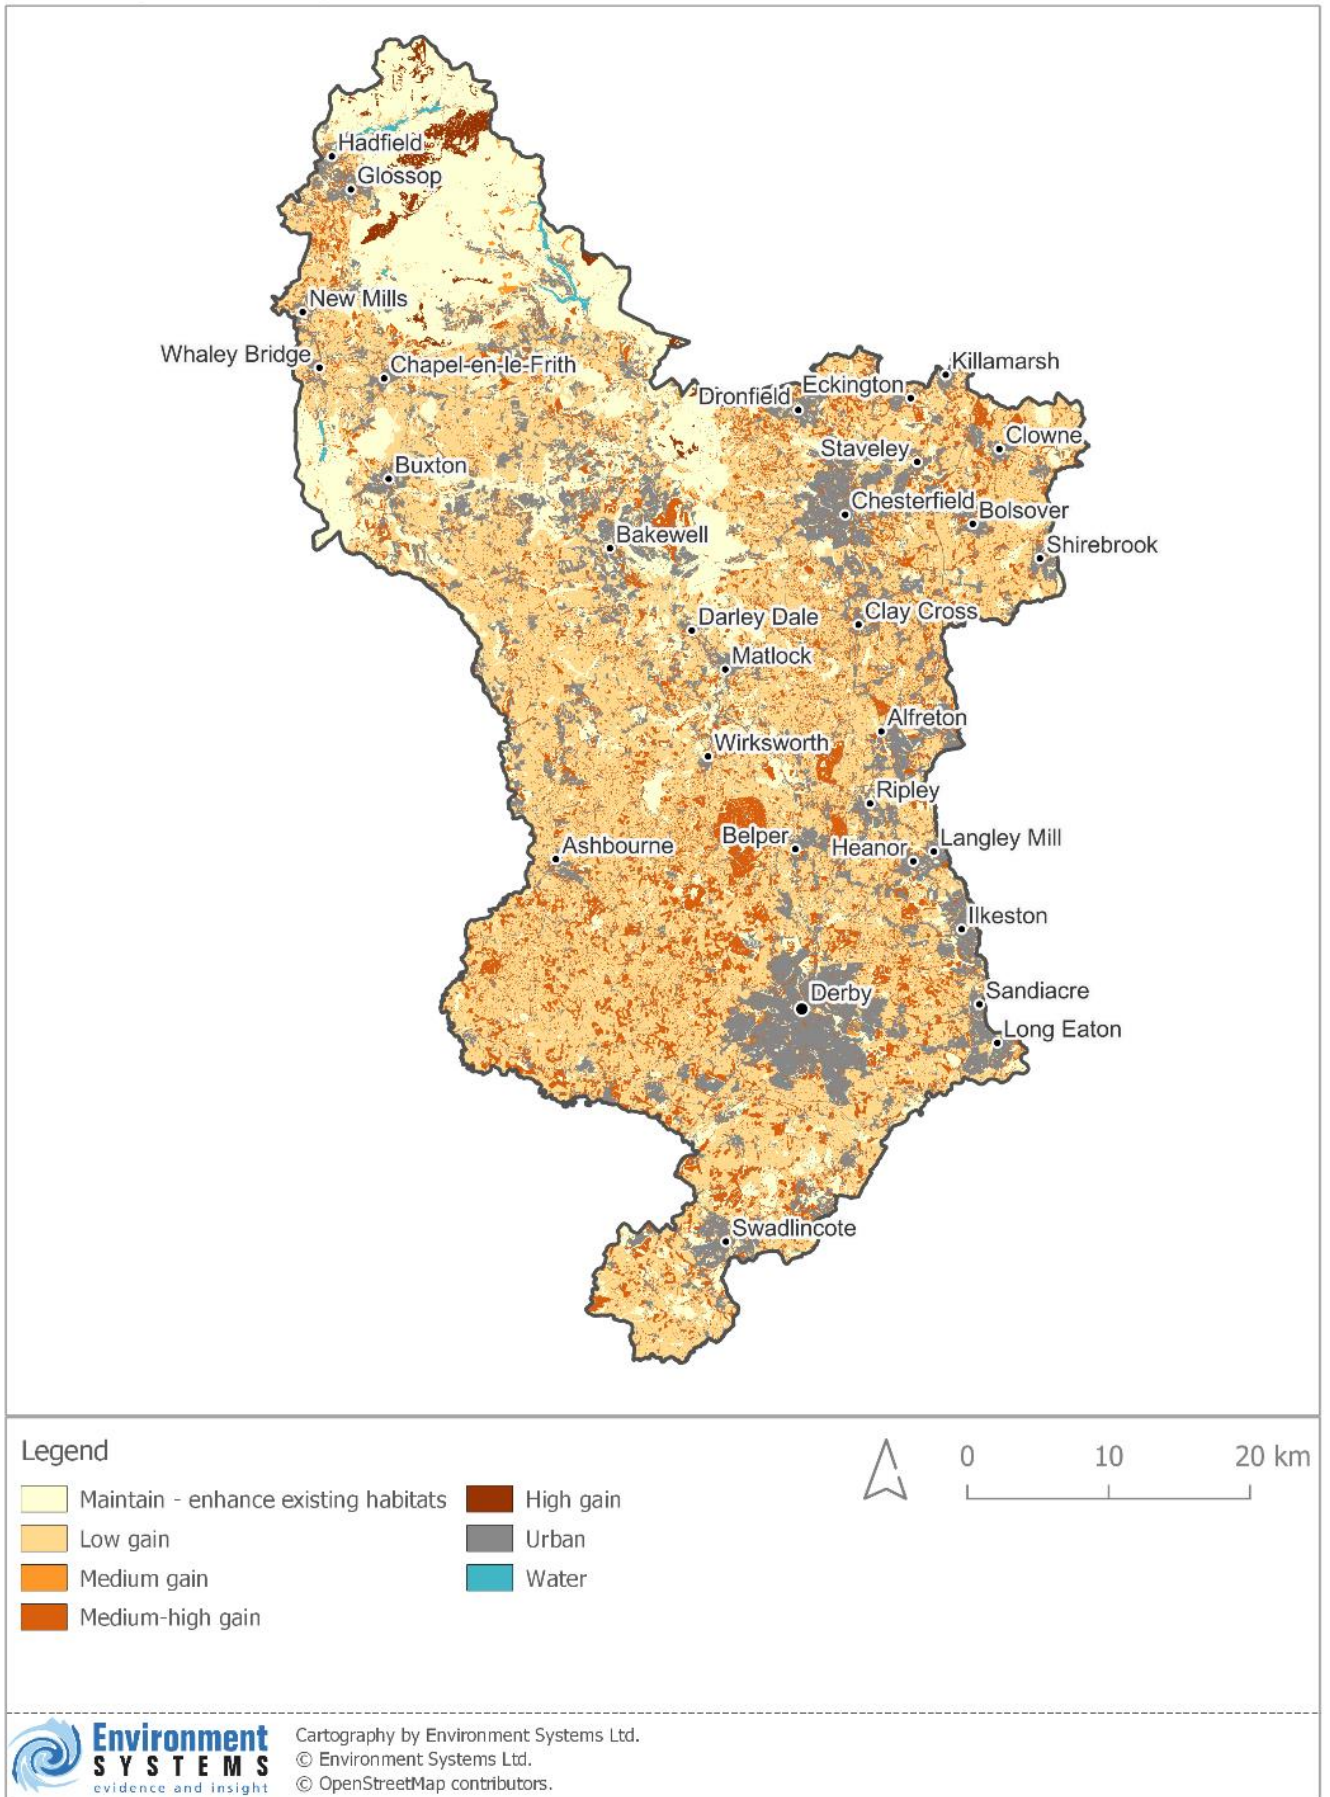 Hadfield
Glossop
New Mills
Whaley Bridge
Chapel-en-le-Frith
Killamarsh
Eckington
Dronfield
Clowne
Staveley
Buxton
Chesterfield
Bolsover
Bakewell
Shirebrook
Darley Dale
Clay Cross
Matlock
Alfreton
Wirksworth
Ripley
Belper
Langley Mill
Ashbourne
Heanor
Ilkeston
Derby
Sandiacre
Long Eaton
Swadlincote
Legend
0 10 20 km
Maintain - enhance existing habitats
High gain
Low gain
Urban
Medium gain
Water
Medium-high gain
Environment
SYSTEMS
evidence and insight
Cartography by Environment Systems Ltd.
© Environment Systems Ltd.
© OpenStreetMap contributors.